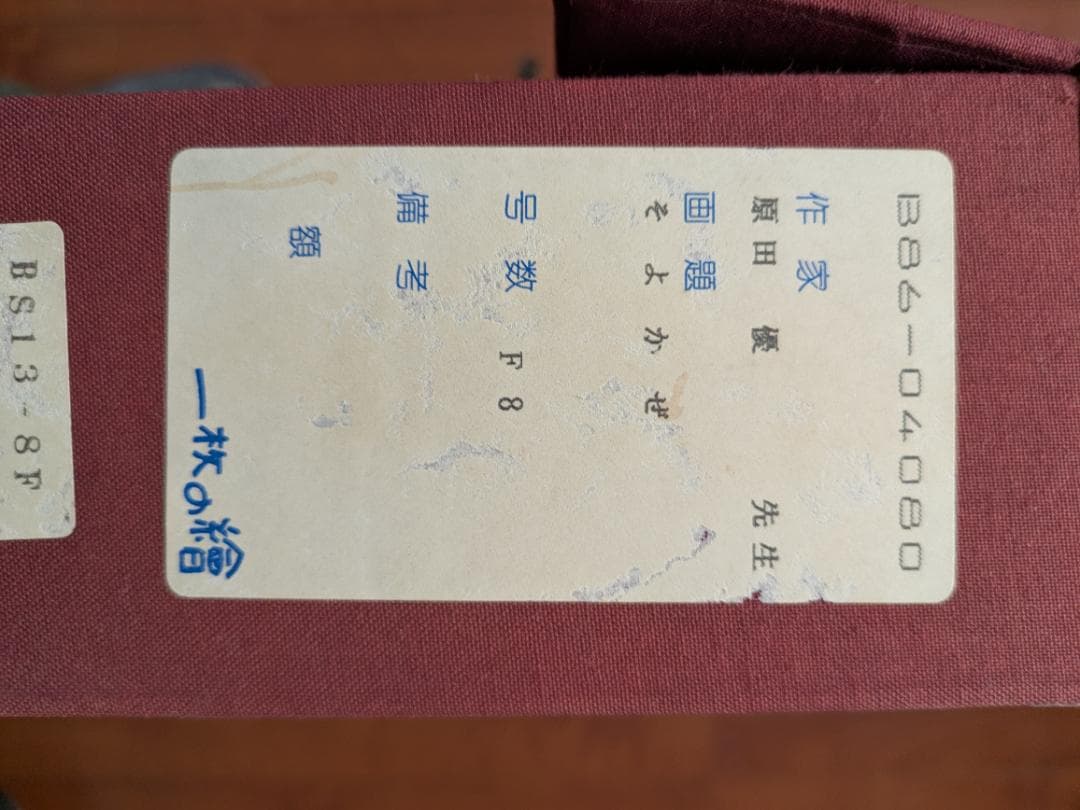 B86-04080
作家
原田 優 先生
画題
そよかぜ
号数 F8
備考
額
一枚の繪
BS13-8F